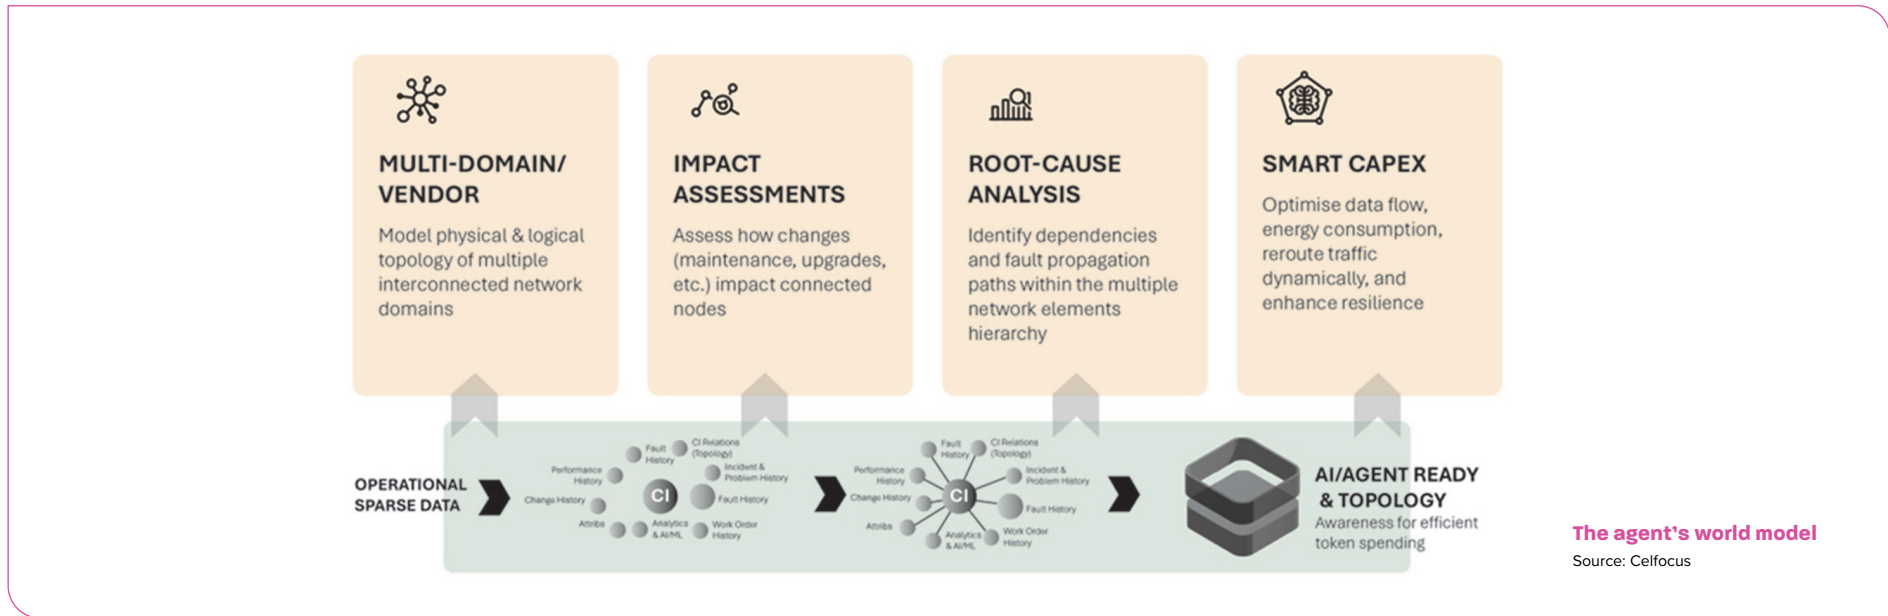 MULTI-DOMAIN/
VENDOR
Model physical & logical
topology of multiple
interconnected network
domains
IMPACT
ASSESSMENTS
Assess how changes
(maintenance, upgrades,
etc.) impact connected
nodes
ROOT-CAUSE
ANALYSIS
Identify dependencies
and fault propagation
paths within the multiple
network elements
hierarchy
SMART CAPEX
Optimise data flow,
energy consumption,
reroute traffic
dynamically, and
enhance resilience
OPERATIONAL
SPARSE DATA
Fault
History
CI Relations
(Topology)
Performance
History
Incident &
Problem History
CI
Change History
Fault History
Attribs
Analytics
& AI/ML
Work Order
History
Fault
History
CI Relations
(Topology)
Performance
History
Incident &
Problem History
CI
Change History
Fault History
Attribs
Analytics
& AI/ML
Work Order
History
AI/AGENT READY
& TOPOLOGY
Awareness for efficient
token spending
The agent's world model
Source: Celfocus